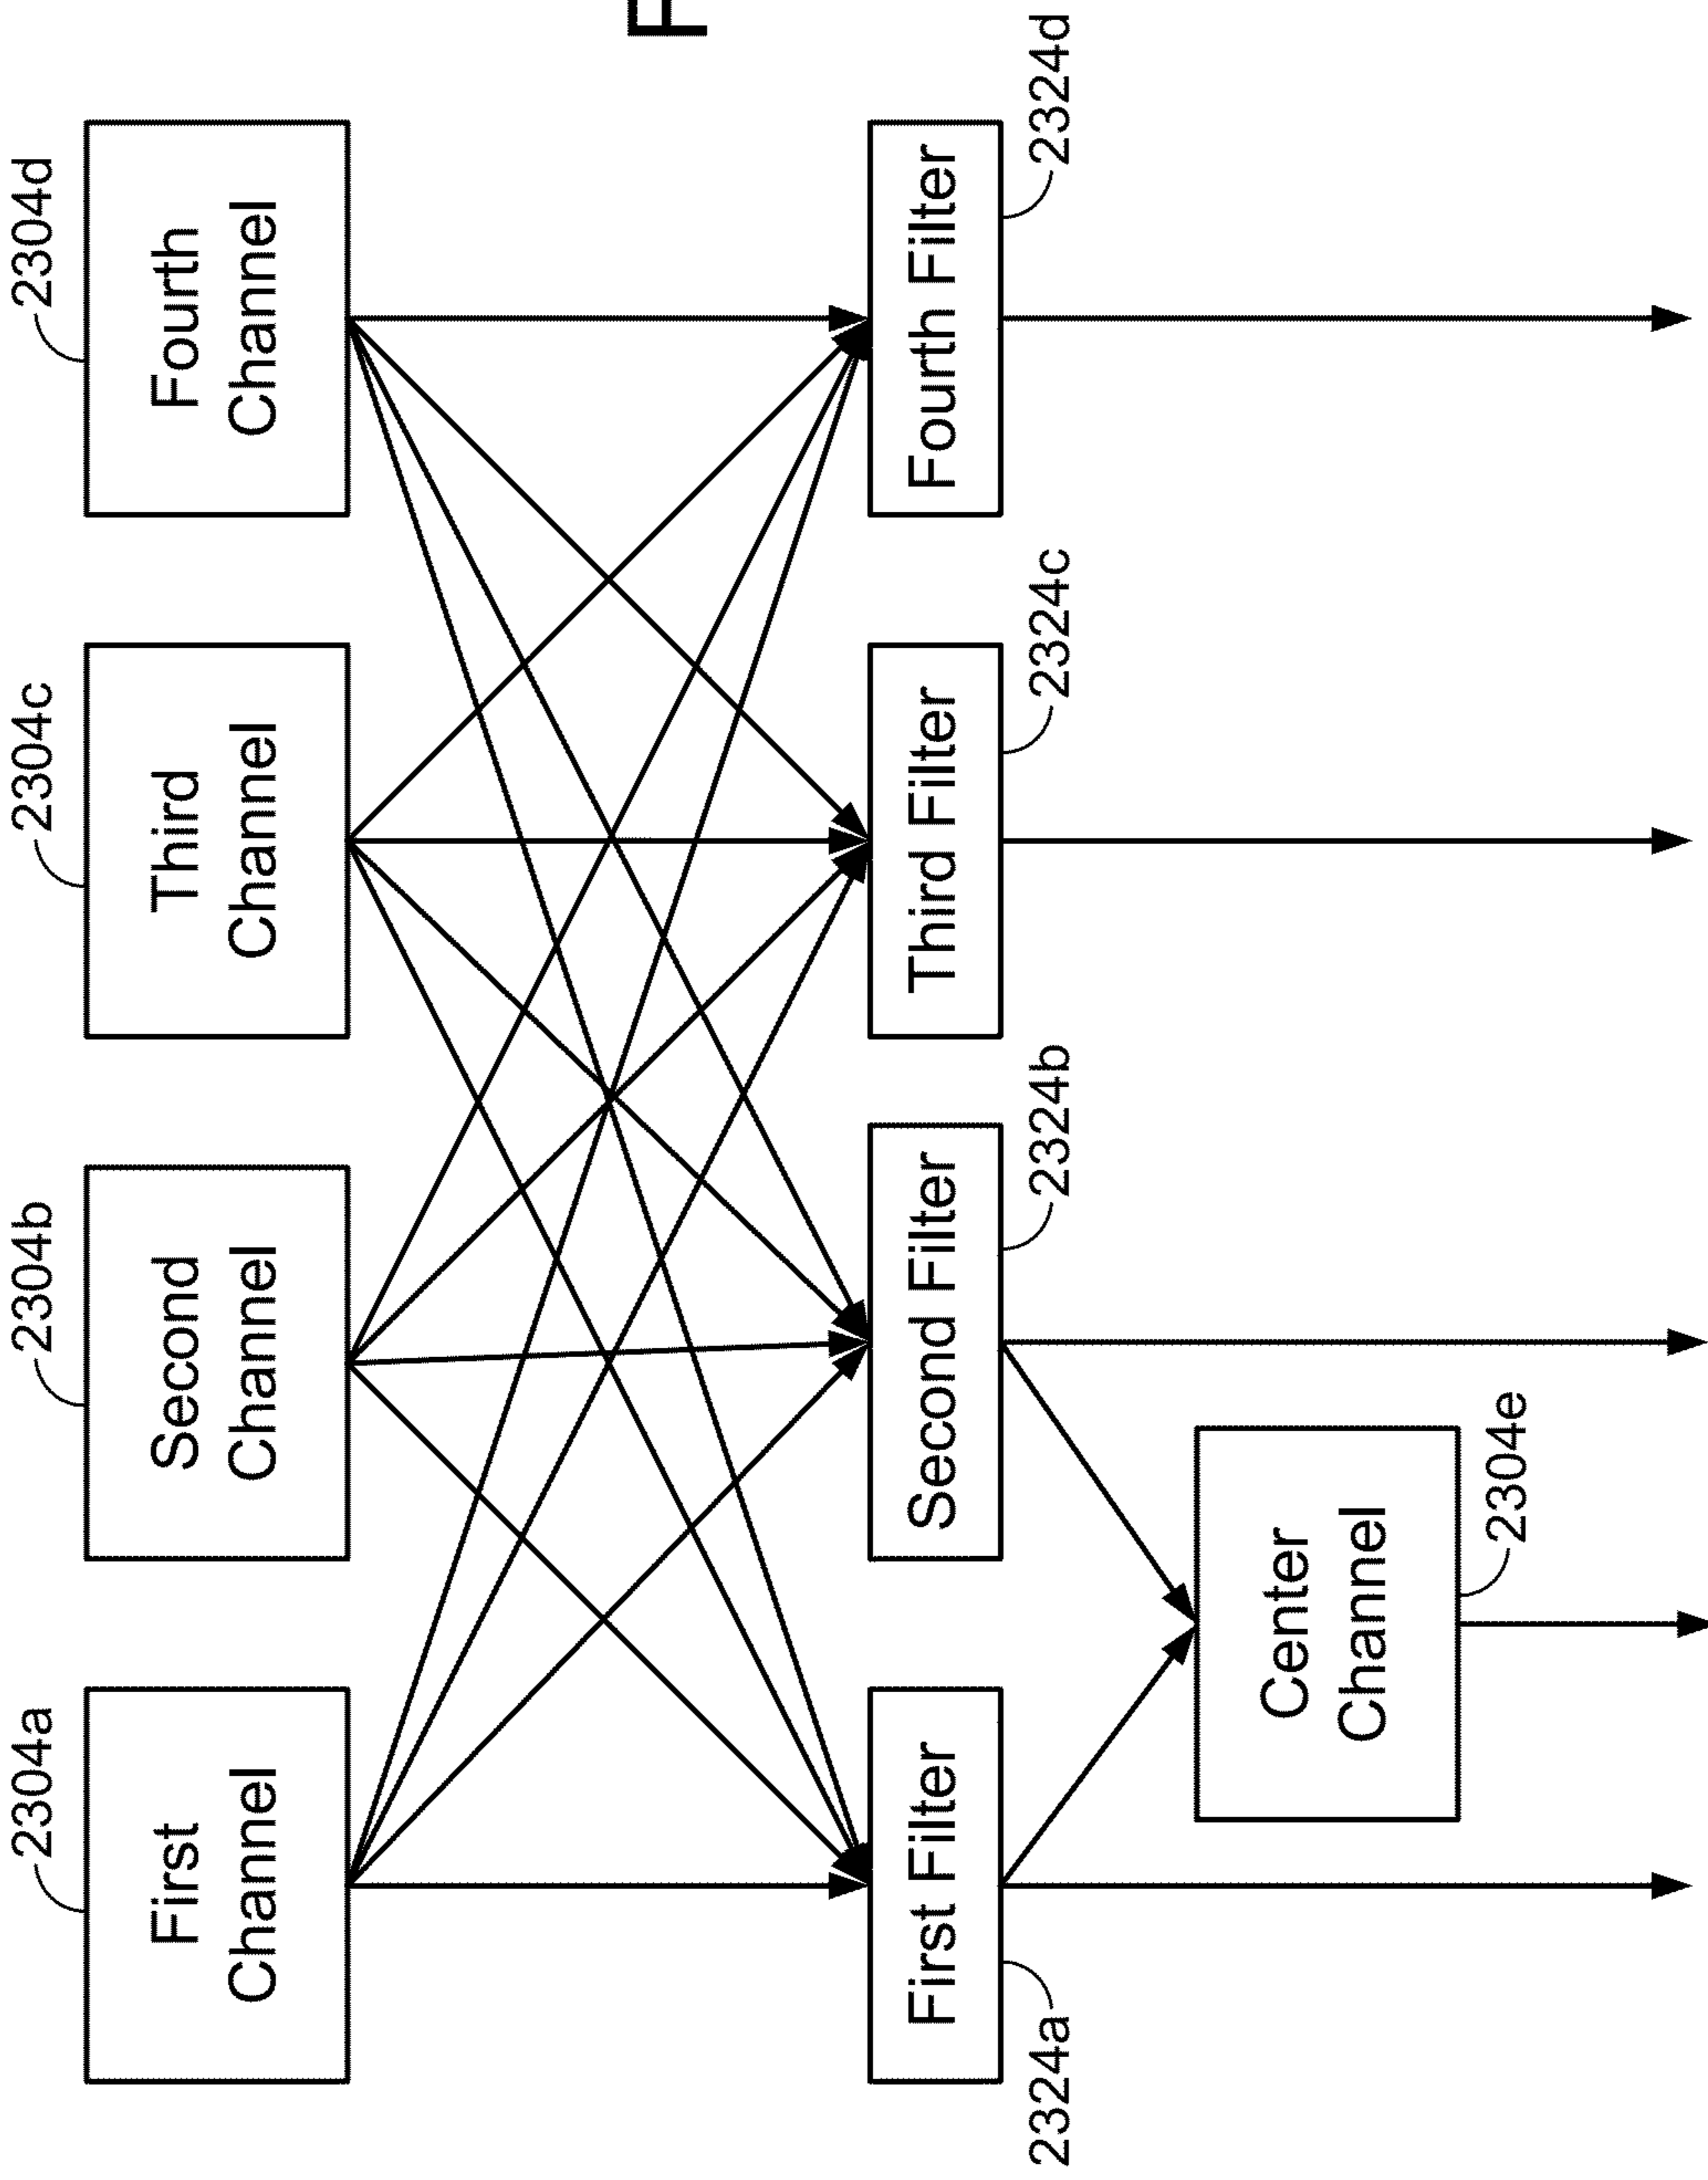 2304a
2304b
2304c
2304d
First
Channel
Second
Channel
Third
Channel
Fourth
Channel
F
First Filter
Second Filter
Third Filter
Fourth Filter
2324a
2324b
2324c
2324d
Center
Channel
2304e